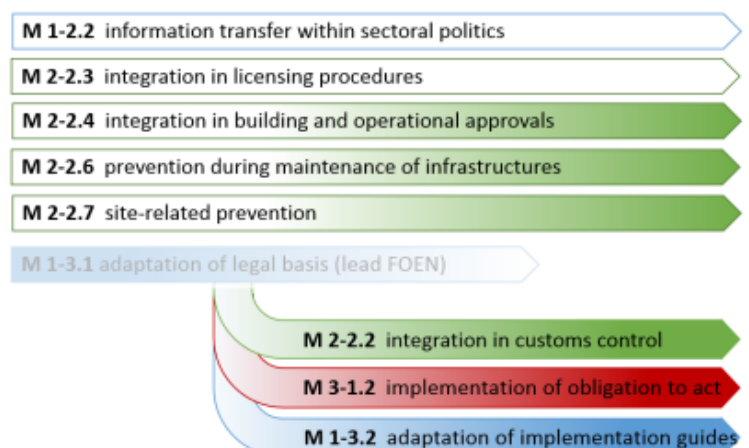 M 1-2.2 information transfer within sectoral politics
M 2-2.3 integration in licensing procedures
M 2-2.4 integration in building and operational approvals
M 2-2.6 prevention during maintenance of infrastructures
M 2-2.7 site-related prevention
M 1-3.1 adaptation of legal basis (lead FOEN)
M 2-2.2 integration in customs control
M 3-1.2 implementation of obligation to act
M 1-3.2 adaptation of implementation guides